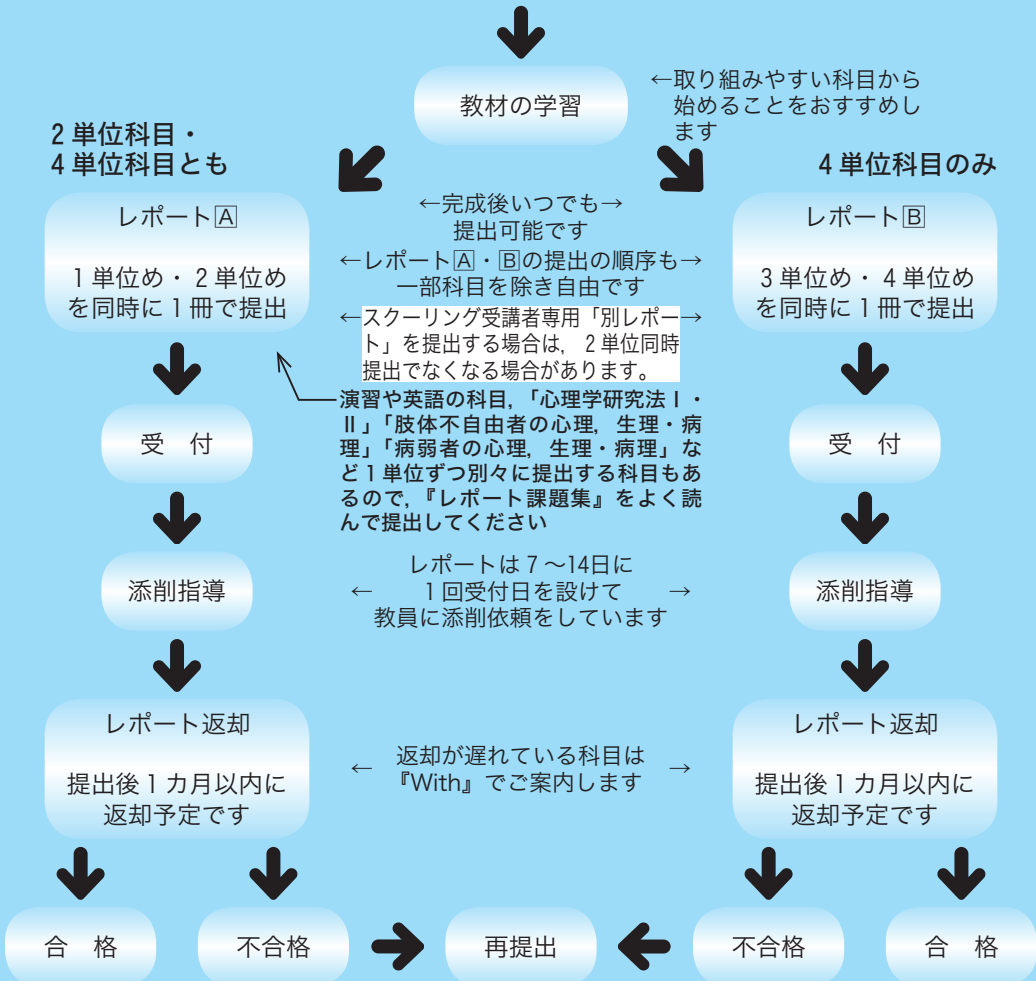 教材の学習
←取り組みやすい科目から
始めることをおすすめし
ます
2単位科目・
4単位科目とも
4単位科目のみ
レポートA
1単位め・2単位め
を同時に1冊で提出
←完成後いつでも→
提出可能です
←レポートA・Bの提出の順序も→
一部科目を除き自由です
←スクーリング受講者専用「別レポー→
ト」を提出する場合は，2単位同時
提出でなくなる場合があります。
演習や英語の科目，「心理学研究法Ⅰ・
Ⅱ」「肢体不自由者の心理，生理・病
理」「病弱者の心理，生理・病理」な
ど1単位ずつ別々に提出する科目もあ
るので，『レポート課題集』をよく読
んで提出してください
レポートB
3単位め・4単位め
を同時に1冊で提出
受　付
受　付
添削指導
レポートは7～14日に
←　1回受付日を設けて　→
教員に添削依頼をしています
添削指導
レポート返却
提出後1カ月以内に
返却予定です
←　返却が遅れている科目は　→
『With』でご案内します
レポート返却
提出後1カ月以内に
返却予定です
合　格
不合格
再提出
不合格
合　格